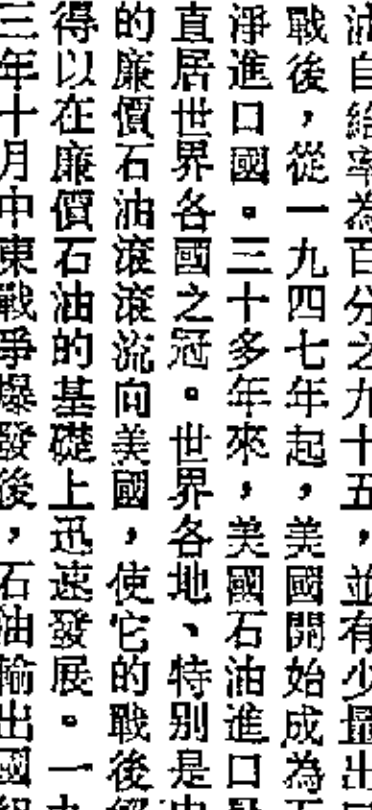 油自給率為百分之九十五，並有少量出
戰後，從一九四七年起，美國開始成為
淨進口國。三十多年來，美國石油進口
直居世界各國之冠。世界各地、特別是
的廉價石油滾滾流向美國，使它的戰後
得以在廉價石油的基礎上迅速發展。一
三年十月中東戰爭爆發後，石油輸出國